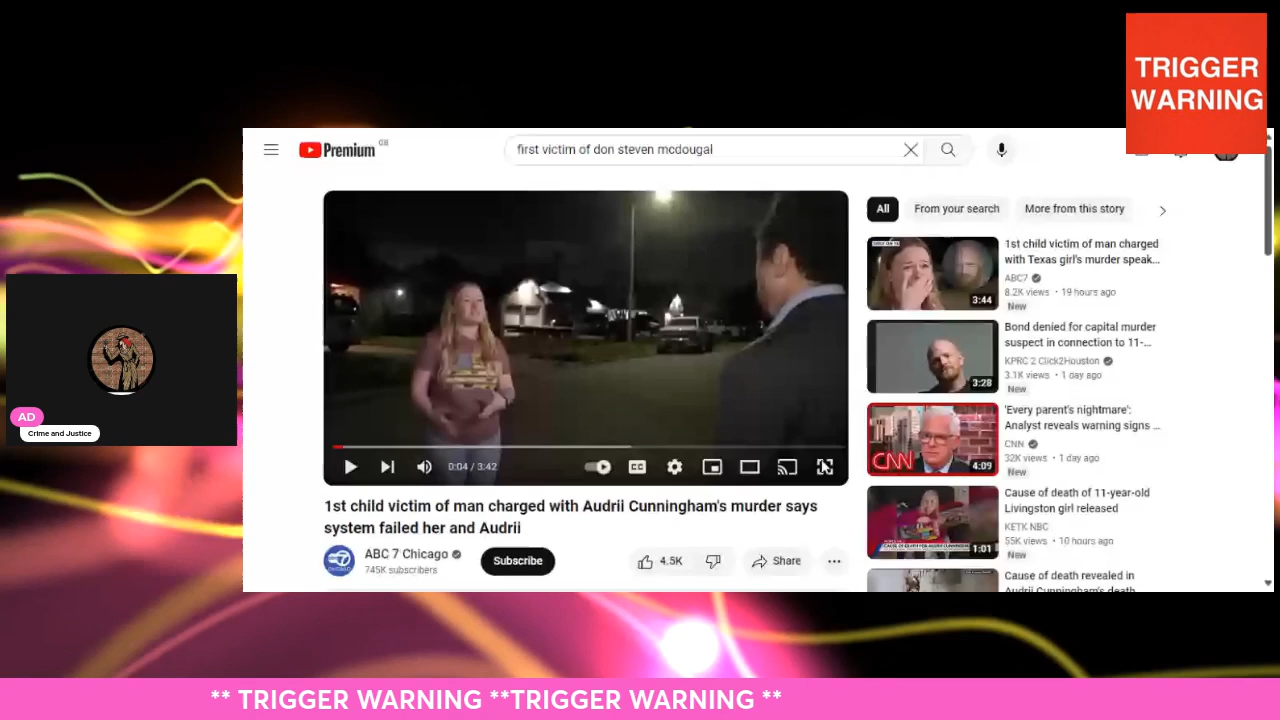 TRIGGER
WARNING
Premium
GB
first victim of don steven mcdougal
All
From your search
More from this story
1st child victim of man charged
with Texas girl's murder speak...
ABC7
8.2K views • 19 hours ago
New
3:44
Bond denied for capital murder
suspect in connection to 11-...
KPRC 2 Click2Houston
3.1K views • 1 day ago
New
3:28
'Every parent's nightmare':
Analyst reveals warning signs ...
CNN
32K views • 1 day ago
New
CNN
4:09
Cause of death of 11-year-old
Livingston girl released
KETK NBC
55K views • 10 hours ago
New
1:01
Cause of death revealed in
Audrii Cunningham's death
0:04 / 3:42
CC
1st child victim of man charged with Audrii Cunningham's murder says
system failed her and Audrii
ABC 7 Chicago
745K subscribers
Subscribe
4.5K
Share
AD
Crime and Justice
** TRIGGER WARNING **TRIGGER WARNING **